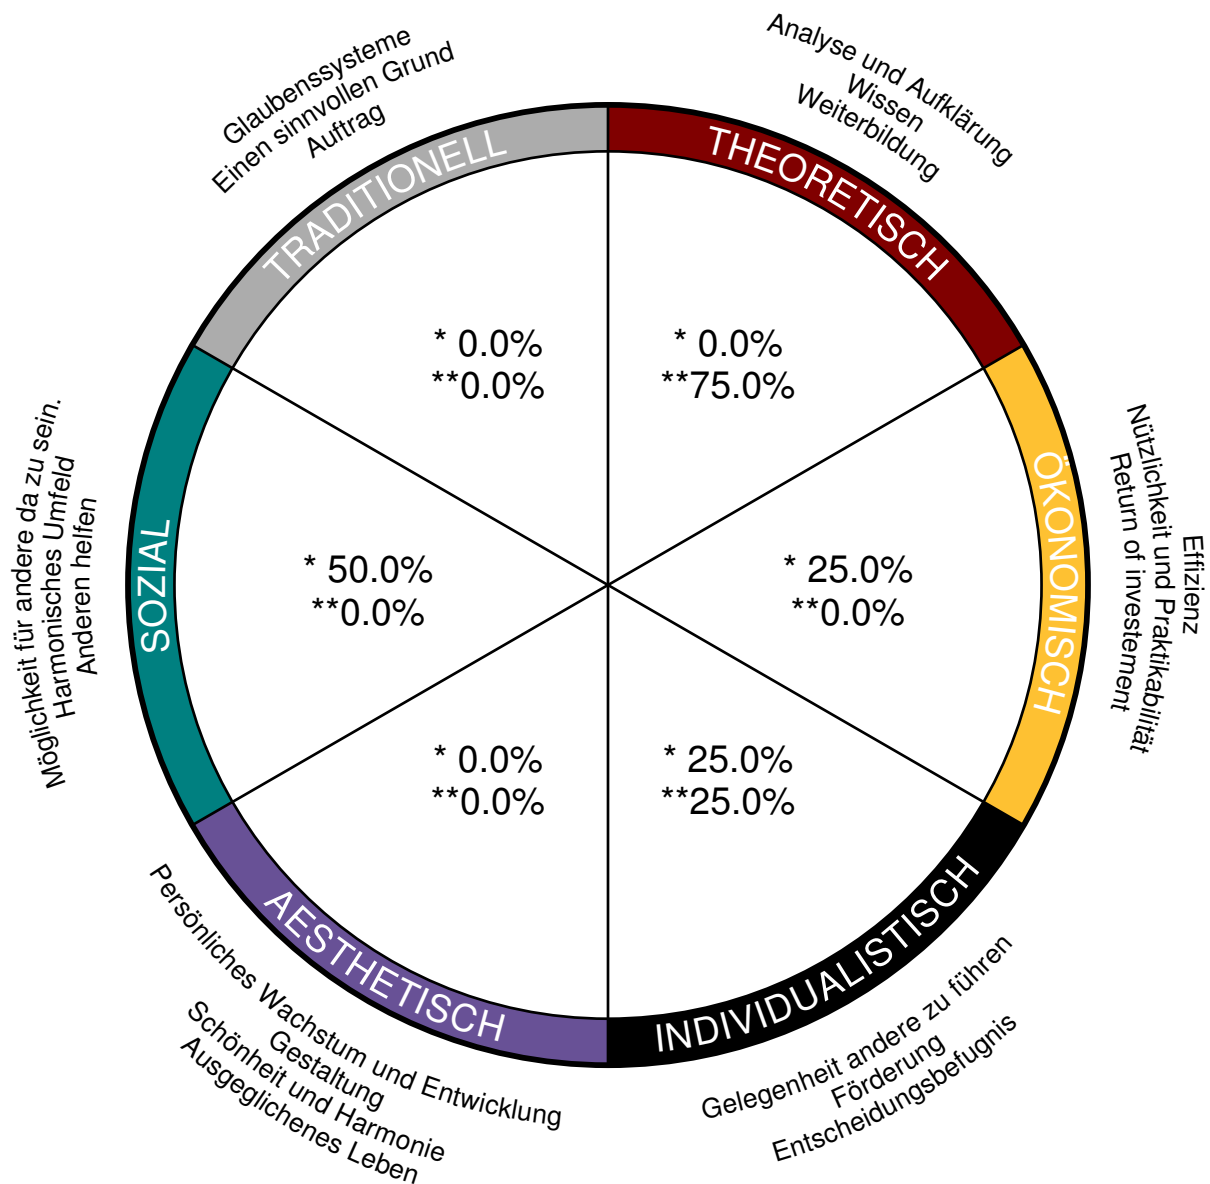 Glaubenssysteme
Einen sinnvollen Grund
Auftrag
TRADITIONELL
* 0.0%
**0.0%
Analyse und Aufklärung
Wissen
Weiterbildung
THEORETISCH
* 0.0%
**75.0%
Effizienz
Nützlichkeit und Praktikabilität
Return of investement
ÖKONOMISCH
* 25.0%
**0.0%
Möglichkeit für andere da zu sein.
Harmonisches Umfeld
Anderen helfen
SOZIAL
* 50.0%
**0.0%
* 0.0%
**0.0%
AESTHETISCH
Persönliches Wachstum und Entwicklung
Gestaltung
Schönheit und Harmonie
Ausgeglichenes Leben
* 25.0%
**25.0%
INDIVIDUALISTISCH
Gelegenheit andere zu führen
Förderung
Entscheidungsbefugnis